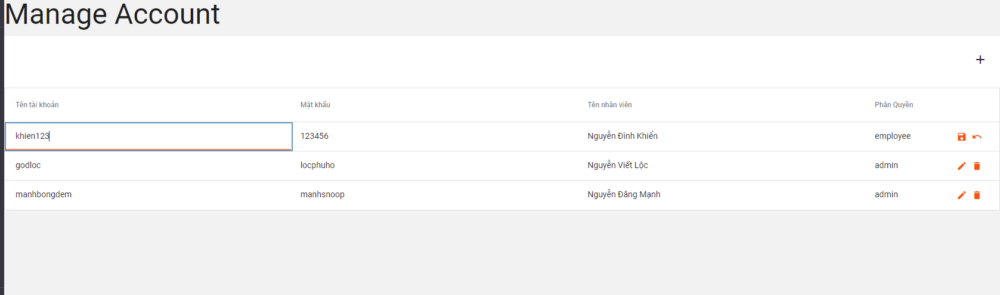 Manage Account
Tên tài khoản Mật khẩu Tên nhân viên Phân Quyền
khien123 123456 Nguyễn Đình Khiển employee
godloc locphuho Nguyễn Viết Lộc admin
manhbongdem manhsnoop Nguyễn Đăng Mạnh admin